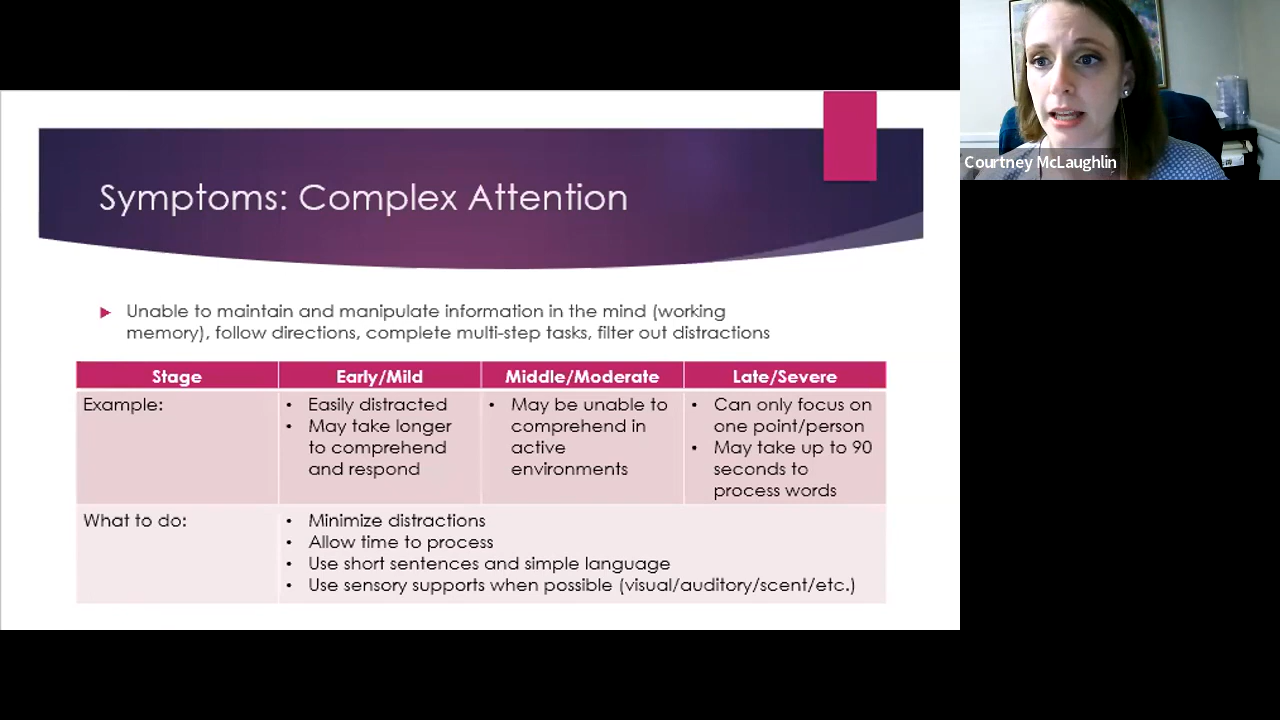 Symptoms: Complex Attention
Unable to maintain and manipulate information in the mind (working
memory), follow directions, complete multi-step tasks, filter out distractions
Stage
Early/Mild
Middle/Moderate
Late/Severe
Example:
• Easily distracted
• May take longer
to comprehend
and respond
• May be unable to
comprehend in
active
environments
• Can only focus on
one point/person
• May take up to 90
seconds to
process words
What to do:
• Minimize distractions
• Allow time to process
• Use short sentences and simple language
• Use sensory supports when possible (visual/auditory/scent/etc.)
Courtney McLaughlin